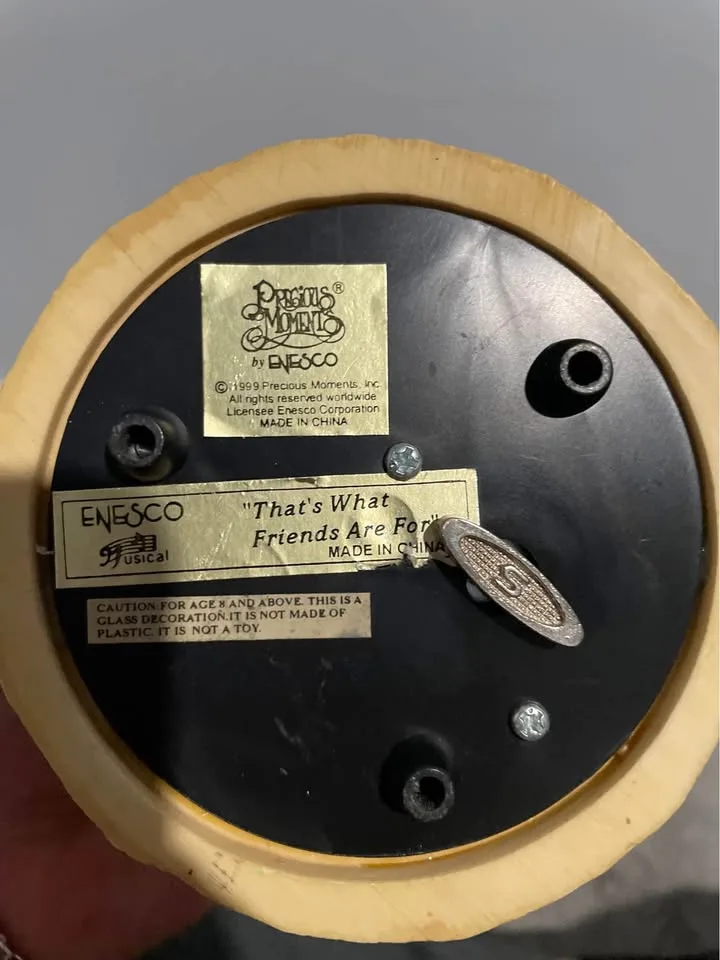 PRECIOUS ®
MOMENTS
by ENESCO
© 1999 Precious Moments, Inc.
All rights reserved worldwide
Licensee Enesco Corporation
MADE IN CHINA
ENESCO
Musical
"That's What
Friends Are For"
MADE IN CHINA
CAUTION: FOR AGE 8 AND ABOVE. THIS IS A
GLASS DECORATION. IT IS NOT MADE OF
PLASTIC. IT IS NOT A TOY.
S